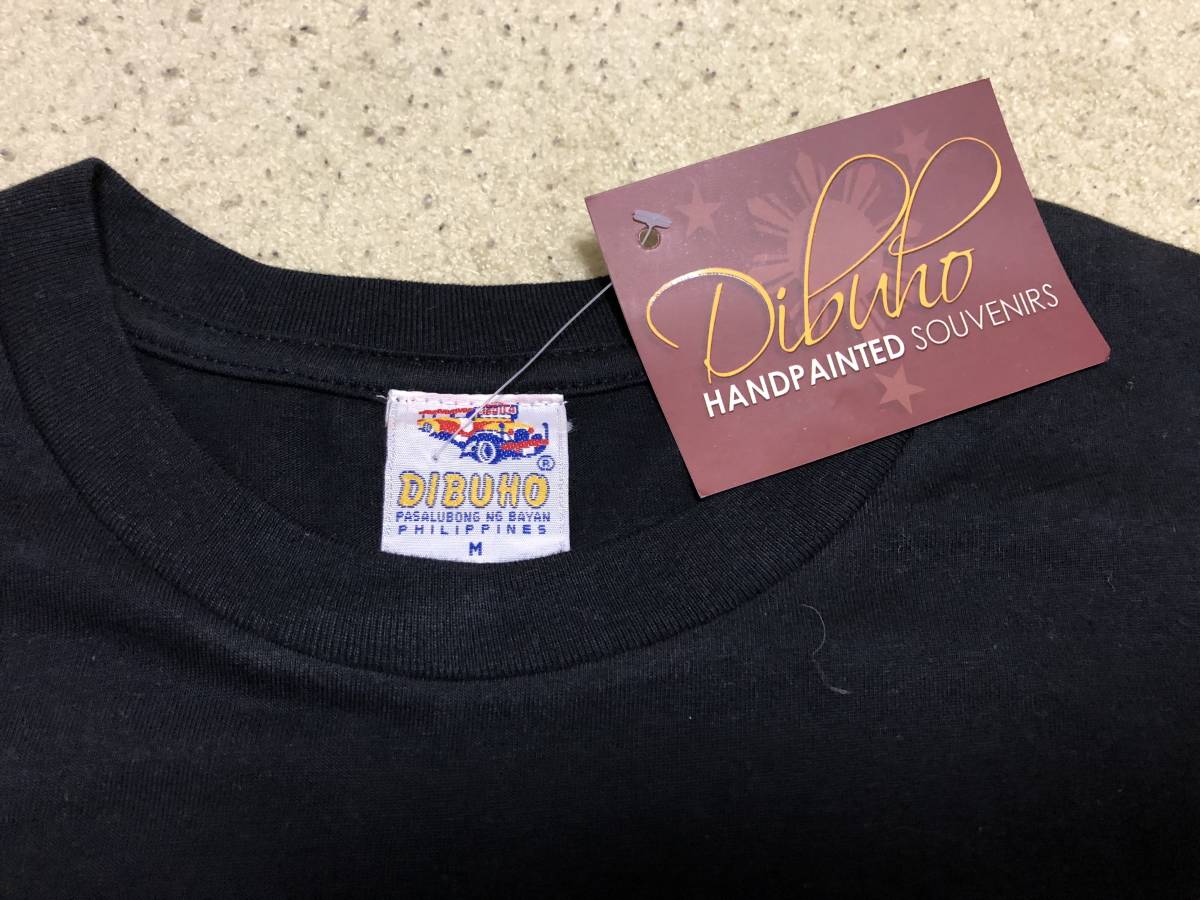 Dibuho
HANDPAINTED SOUVENIRS
DIBUHO
®
PASALUBONG NG BAYAN
PHILIPPINES
M